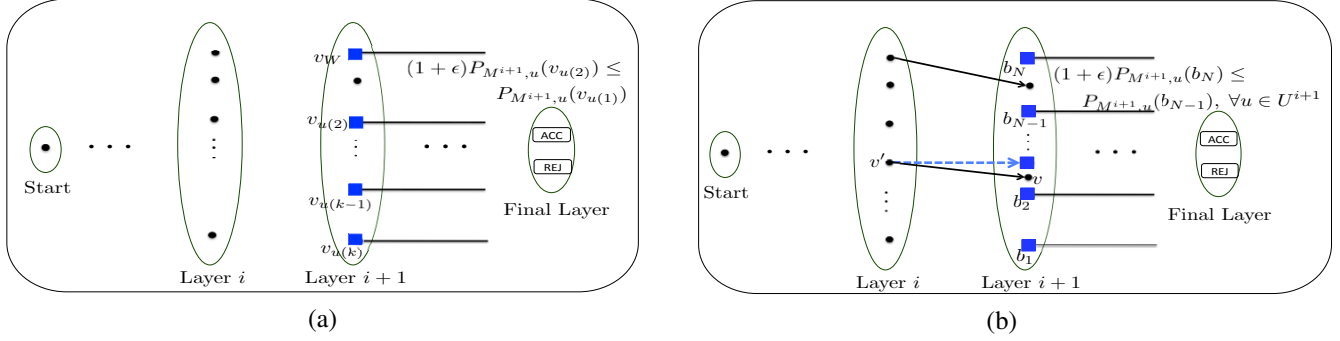 v_W
(1 + ϵ)P_{M^{i+1},u}(v_{u(2)}) ≤
P_{M^{i+1},u}(v_{u(1)})
v_{u(2)}
ACC
. . .
. . .
REJ
Start
v_{u(k−1)}
Final Layer
v_{u(k)}
Layer i
Layer i + 1
(a)
b_N
(1 + ϵ)P_{M^{i+1},u}(b_N) ≤
P_{M^{i+1},u}(b_{N−1}), ∀u ∈ U^{i+1}
b_{N−1}
ACC
. . .
v′
. . .
REJ
v
Start
b_2
Final Layer
b_1
Layer i
Layer i + 1
(b)